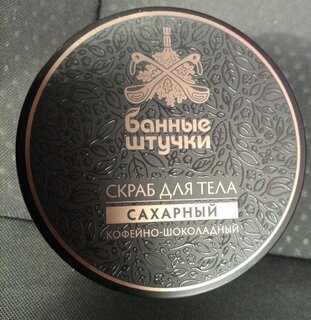 банные
штучки
СКРАБ ДЛЯ ТЕЛА
САХАРНЫЙ
КОФЕЙНО-ШОКОЛАДНЫЙ